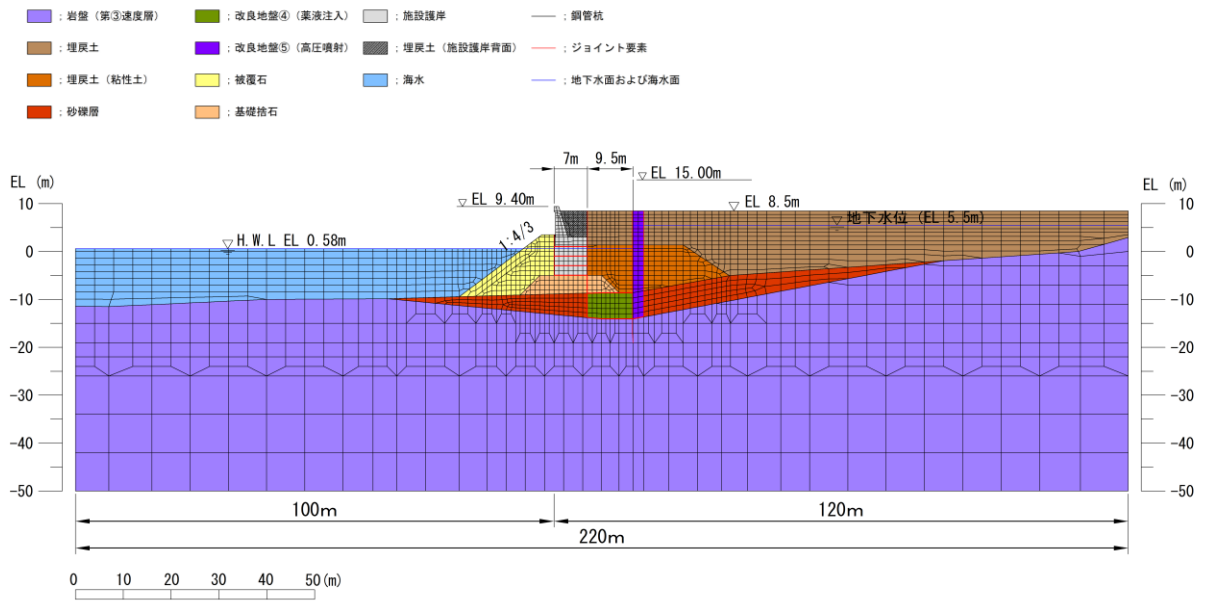 ；岩盤（第③速度層）
；改良地盤④（薬液注入）
；施設護岸
；鋼管杭
；埋戻土
；改良地盤⑤（高圧噴射）
；埋戻土（施設護岸背面）
；ジョイント要素
；埋戻土（粘性土）
；被覆石
；海水
；地下水面および海水面
；砂礫層
；基礎捨石
7m 9.5m
EL 15.00m
EL (m)
EL (m)
EL 9.40m
EL 8.5m
10
10
地下水位 (EL 5.5m)
H.W.L EL 0.58m
1:4/3
0
0
-10
-10
-20
-20
-30
-30
-40
-40
-50
-50
100m
120m
220m
0 10 20 30 40 50(m)